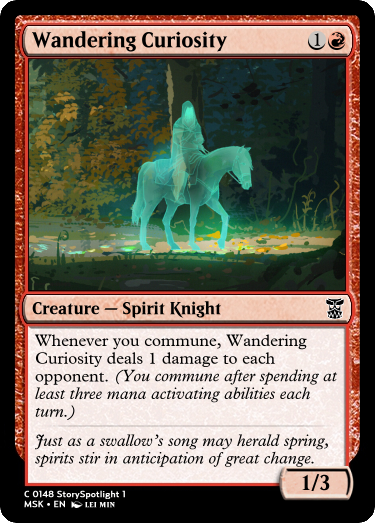 Wandering Curiosity 1
Creature — Spirit Knight
Whenever you commune, Wandering
Curiosity deals 1 damage to each
opponent. (You commune after spending at
least three mana activating abilities each
turn.)
Just as a swallow's song may herald spring,
spirits stir in anticipation of great change.
1/3
C 0148 StorySpotlight 1
MSK • EN LEI MIN